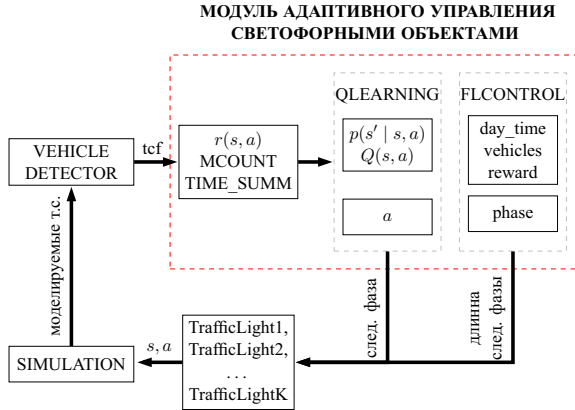 МОДУЛЬ АДАПТИВНОГО УПРАВЛЕНИЯ
СВЕТОФОРНЫМИ ОБЪЕКТАМИ
QLEARNING
FLCONTROL
VEHICLE
DETECTOR
tcf
r(s, a)
MCOUNT
TIME_SUMM
p(s′ | s, a)
Q(s, a)
a
day_time
vehicles
reward
phase
моделируемые т.с.
след. фаза
длинна
след. фазы
SIMULATION
s, a
TrafficLight1,
TrafficLight2,
...
TrafficLightK